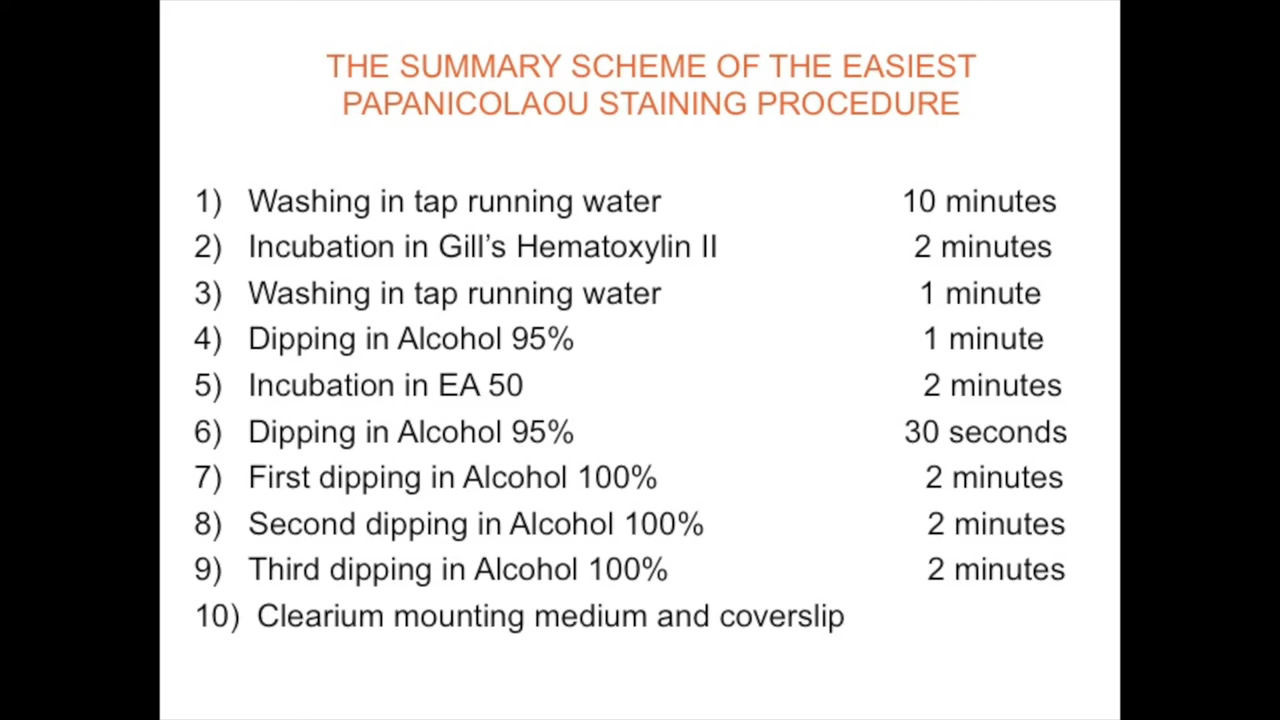 THE SUMMARY SCHEME OF THE EASIEST
PAPANICOLAOU STAINING PROCEDURE
1) Washing in tap running water 10 minutes
2) Incubation in Gill’s Hematoxylin II 2 minutes
3) Washing in tap running water 1 minute
4) Dipping in Alcohol 95% 1 minute
5) Incubation in EA 50 2 minutes
6) Dipping in Alcohol 95% 30 seconds
7) First dipping in Alcohol 100% 2 minutes
8) Second dipping in Alcohol 100% 2 minutes
9) Third dipping in Alcohol 100% 2 minutes
10) Clearium mounting medium and coverslip